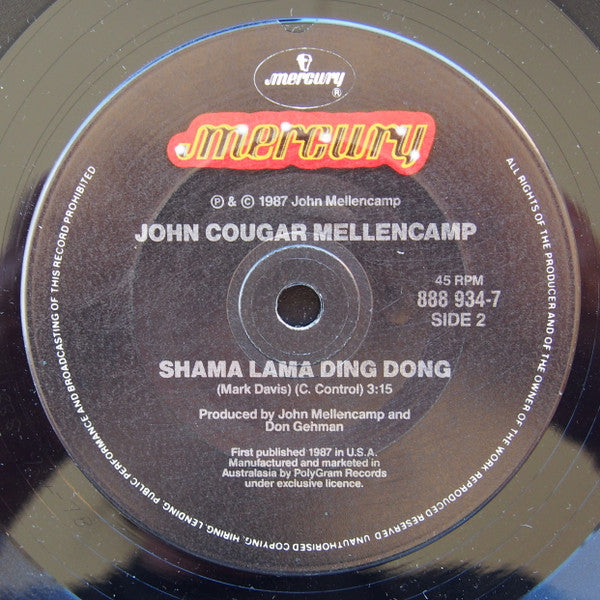 mercury
®
mercury
℗ & © 1987 John Mellencamp
JOHN COUGAR MELLENCAMP
45 RPM
888 934-7
SIDE 2
SHAMA LAMA DING DONG
(Mark Davis) (C. Control) 3:15
Produced by John Mellencamp and
Don Gehman
First published 1987 in U.S.A.
Manufactured and marketed in
Australasia by PolyGram Records
under exclusive licence.
ALL RIGHTS OF THE PRODUCER AND OF THE OWNER OF THE WORK REPRODUCED RESERVED. UNAUTHORISED COPYING, HIRING, LENDING, PUBLIC PERFORMANCE AND BROADCASTING OF THIS RECORD PROHIBITED